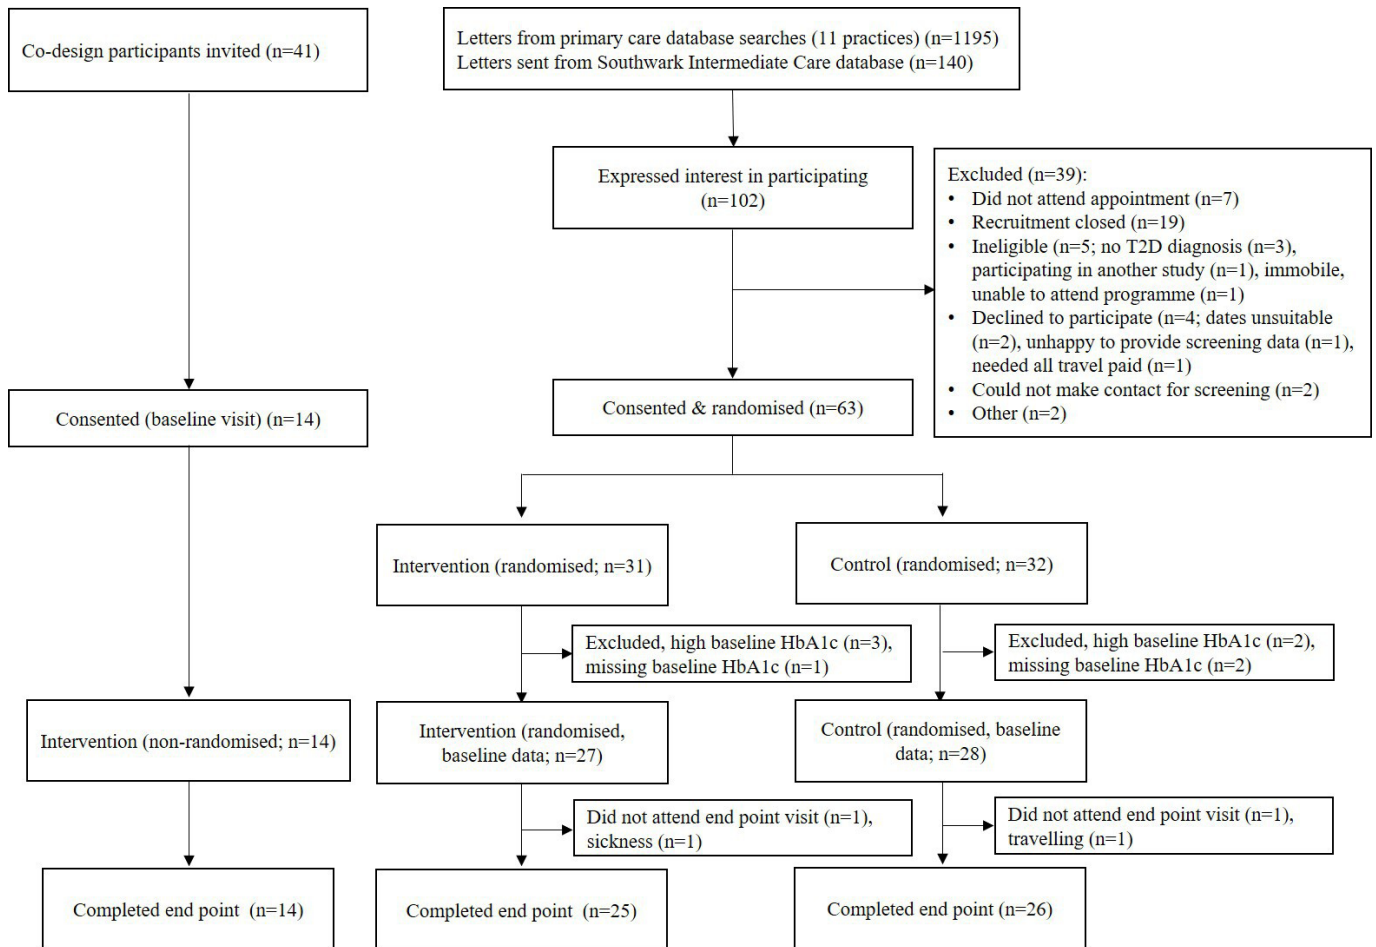 Co-design participants invited (n=41)
Letters from primary care database searches (11 practices) (n=1195)
Letters sent from Southwark Intermediate Care database (n=140)
Expressed interest in participating
(n=102)
Excluded (n=39):
• Did not attend appointment (n=7)
• Recruitment closed (n=19)
• Ineligible (n=5; no T2D diagnosis (n=3),
participating in another study (n=1), immobile,
unable to attend programme (n=1)
• Declined to participate (n=4; dates unsuitable
(n=2), unhappy to provide screening data (n=1),
needed all travel paid (n=1)
• Could not make contact for screening (n=2)
• Other (n=2)
Consented (baseline visit) (n=14)
Consented & randomised (n=63)
Intervention (randomised; n=31)
Control (randomised; n=32)
Excluded, high baseline HbA1c (n=3),
missing baseline HbA1c (n=1)
Excluded, high baseline HbA1c (n=2),
missing baseline HbA1c (n=2)
Intervention (non-randomised; n=14)
Intervention (randomised,
baseline data; n=27)
Control (randomised, baseline
data; n=28)
Did not attend end point visit (n=1),
sickness (n=1)
Did not attend end point visit (n=1),
travelling (n=1)
Completed end point (n=14)
Completed end point (n=25)
Completed end point (n=26)